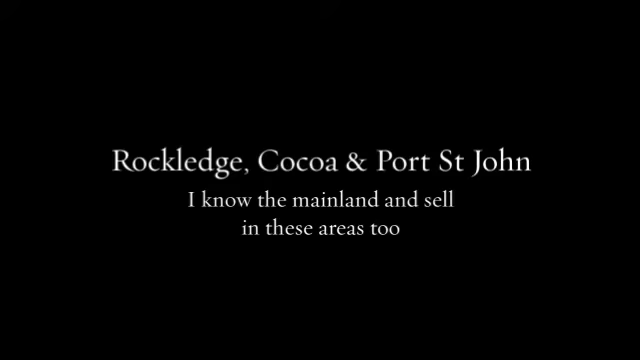 Rockledge, Cocoa & Port St John
I know the mainland and sell
in these areas too